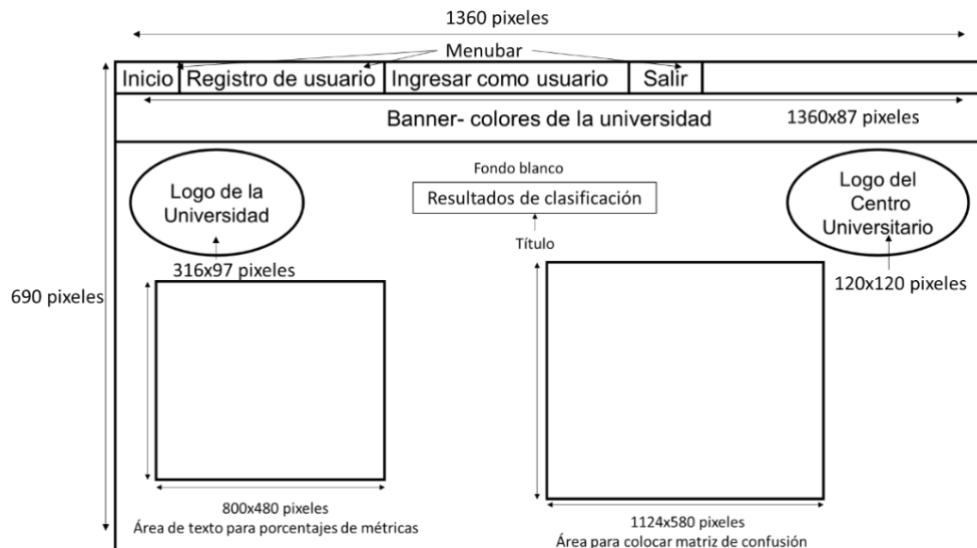 1360 pixeles
Menubar
Inicio
Registro de usuario
Ingresar como usuario
Salir
Banner- colores de la universidad
1360x87 pixeles
Logo de la
Universidad
316x97 pixeles
Fondo blanco
Resultados de clasificación
Título
Logo del
Centro
Universitario
120x120 pixeles
690 pixeles
800x480 pixeles
Área de texto para porcentajes de métricas
1124x580 pixeles
Área para colocar matriz de confusión